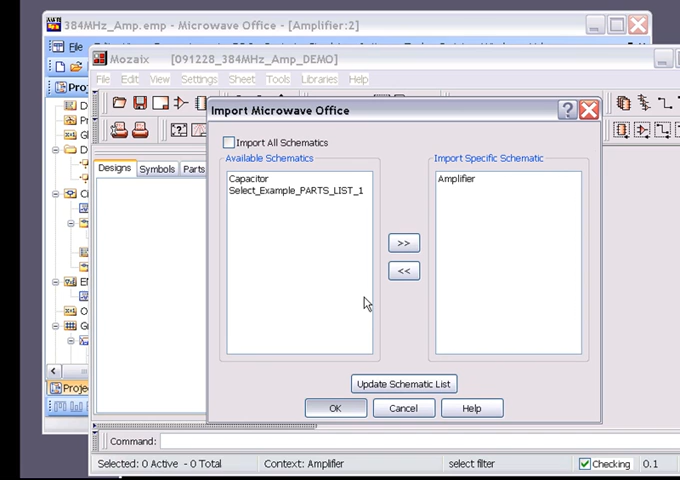 384MHz_Amp.emp - Microwave Office - [Amplifier:2]
File
Mozaix [091228_384MHz_Amp_DEMO]
File Edit View Settings Sheet Tools Libraries Help
Proj
Import Microwave Office
Import All Schematics
Available Schematics
Import Specific Schematic
Designs Symbols Parts
Capacitor
Select_Example_PARTS_LIST_1
Amplifier
>>
<<
Update Schematic List
OK Cancel Help
Proje
Command:
Selected: 0 Active - 0 Total Context: Amplifier select filter Checking 0.1